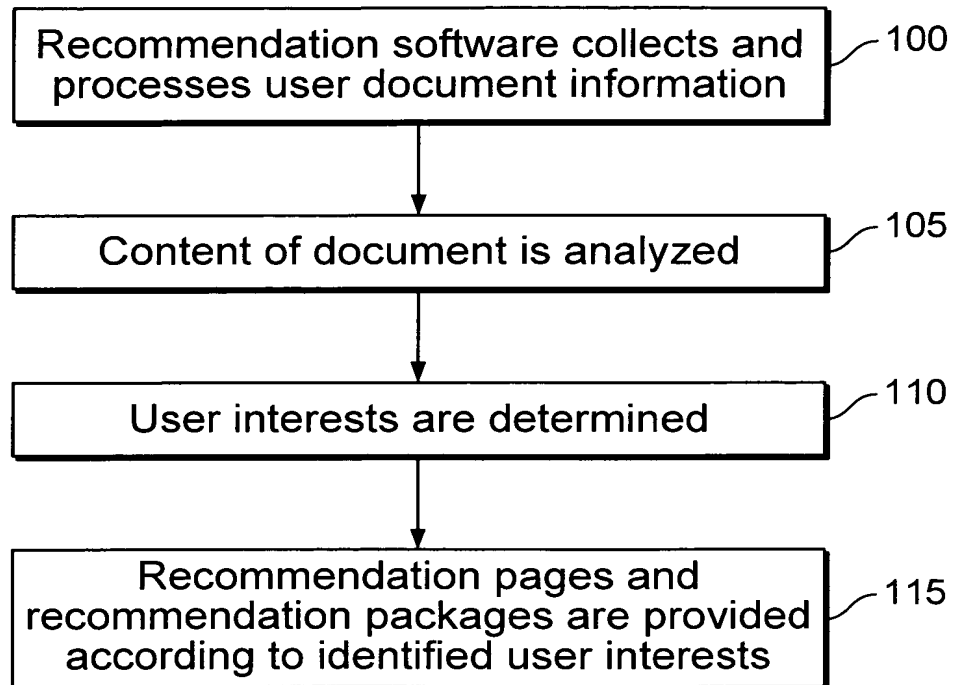 Recommendation software collects and
processes user document information
100
Content of document is analyzed
105
User interests are determined
110
Recommendation pages and
recommendation packages are provided
according to identified user interests
115